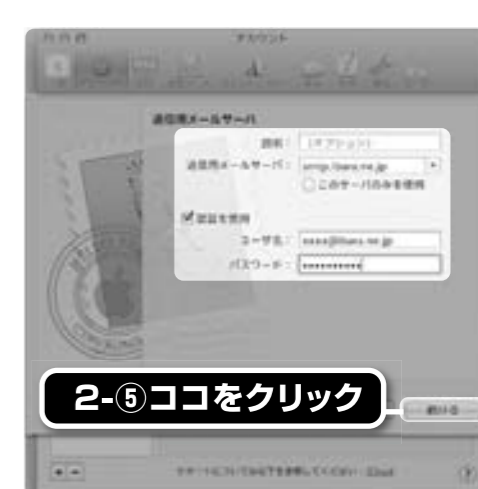 アカウント
送信用メールサーバ
説明： （オプション）
送信用メールサーバ：
このサーバのみを使用
認証を使用
ユーザ名：
パスワード： ••••••••••
2-⑤ココをクリック
続ける